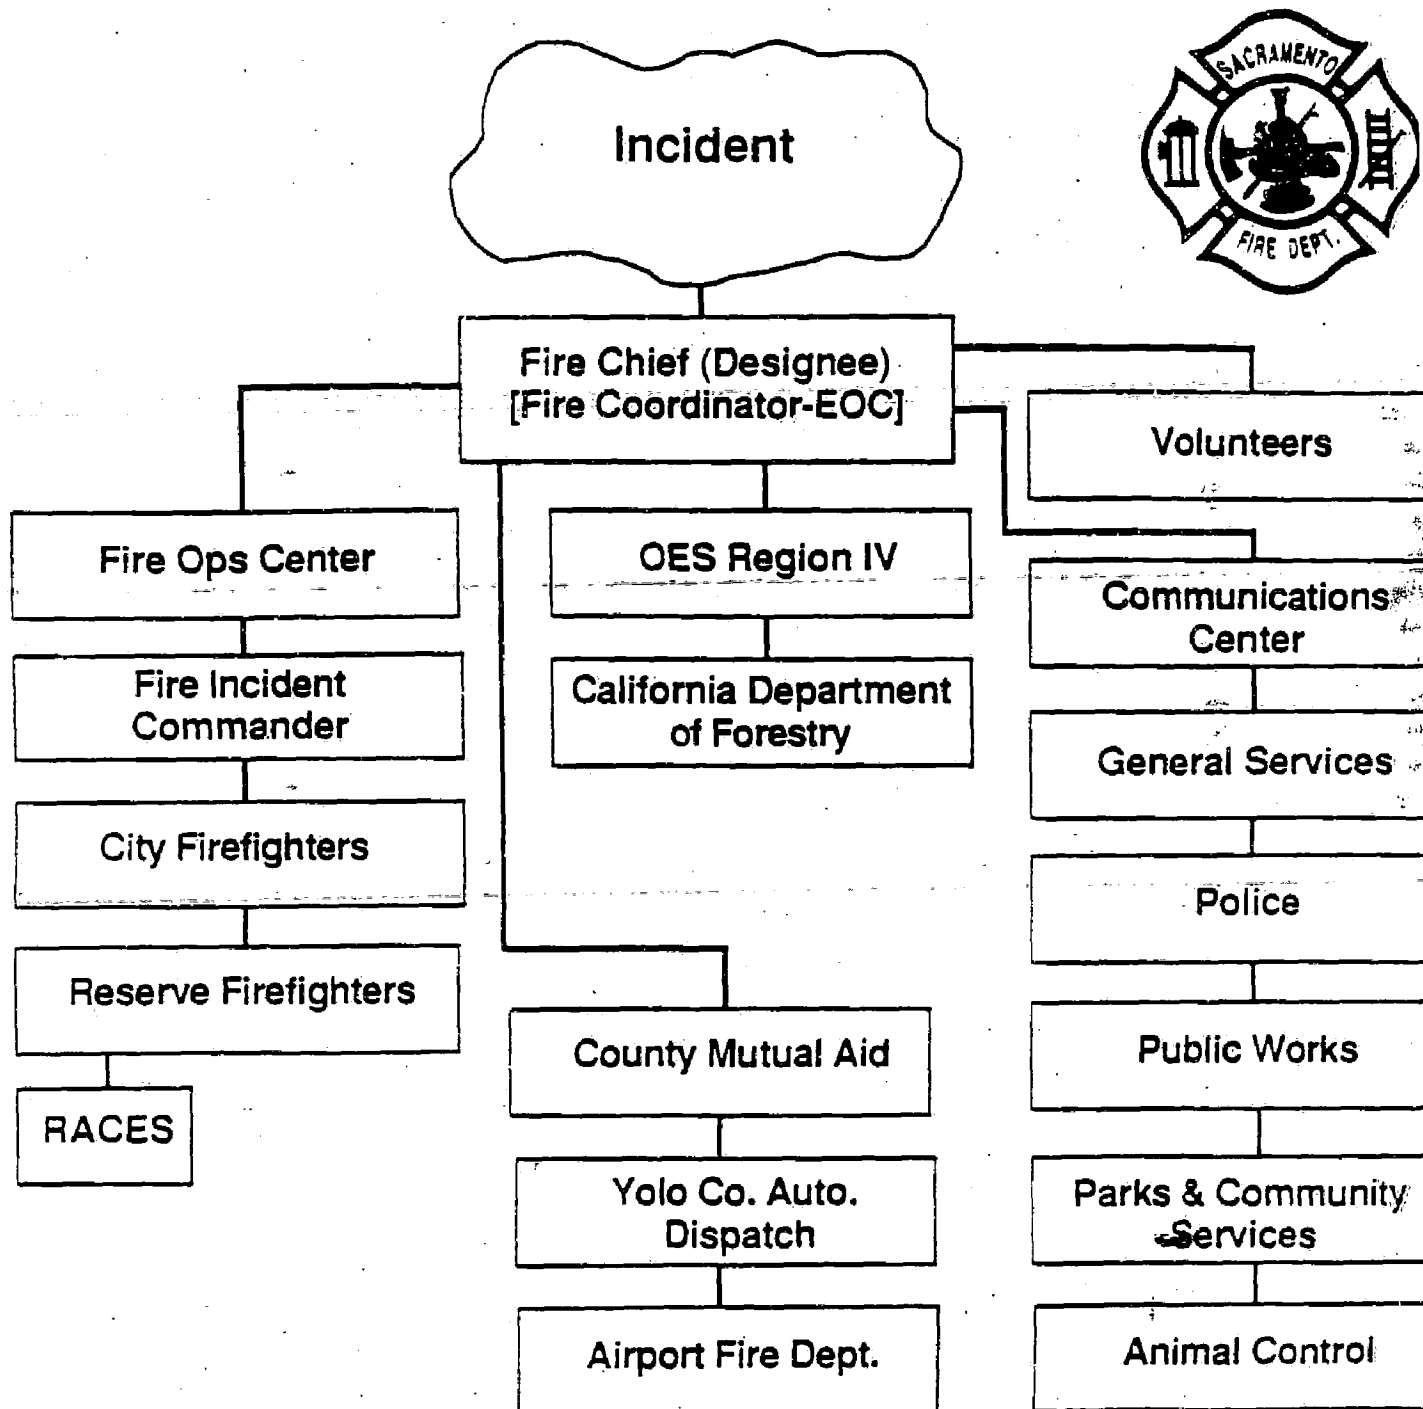 SACRAMENTO
FIRE DEPT.
Incident
Fire Chief (Designee)
[Fire Coordinator-EOC]
Volunteers
Fire Ops Center
OES Region IV
Communications
Center
Fire Incident
Commander
California Department
of Forestry
General Services
City Firefighters
Police
Reserve Firefighters
County Mutual Aid
Public Works
RACES
Yolo Co. Auto.
Dispatch
Parks & Community
Services
Airport Fire Dept.
Animal Control